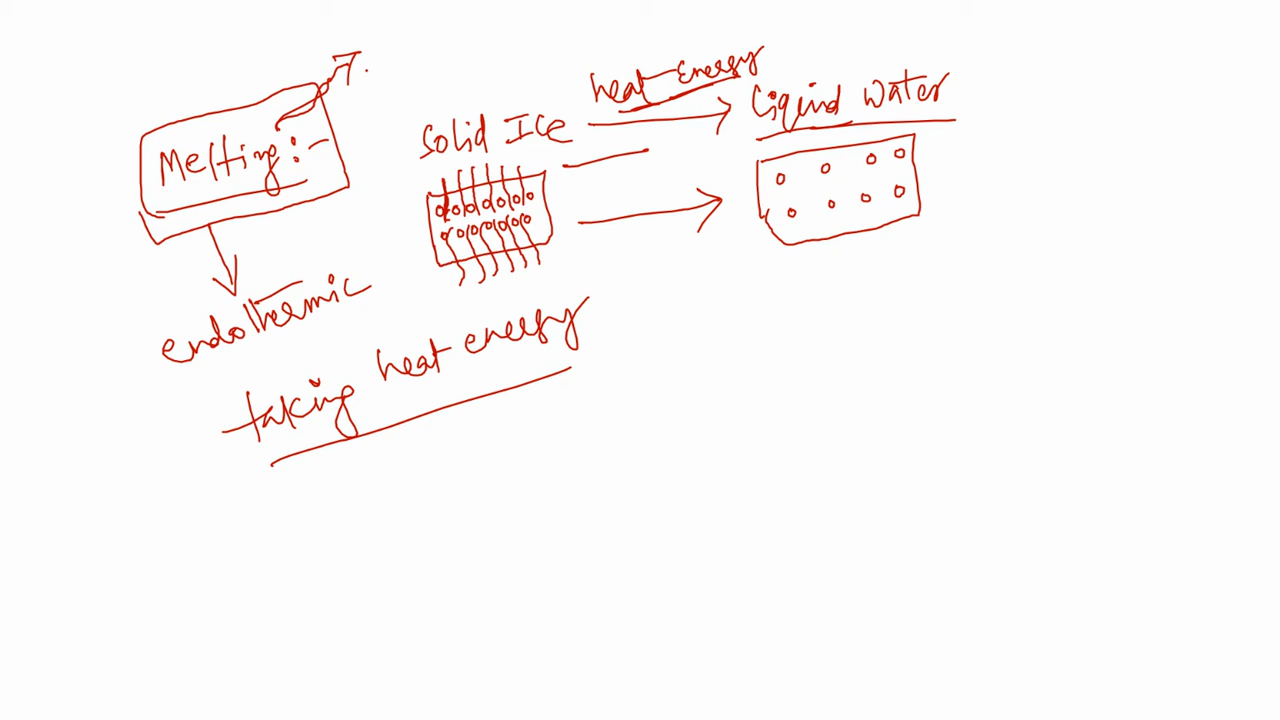 Melting:-
Solid Ice
heat Energy
Liquid Water
endothermic
taking heat energy